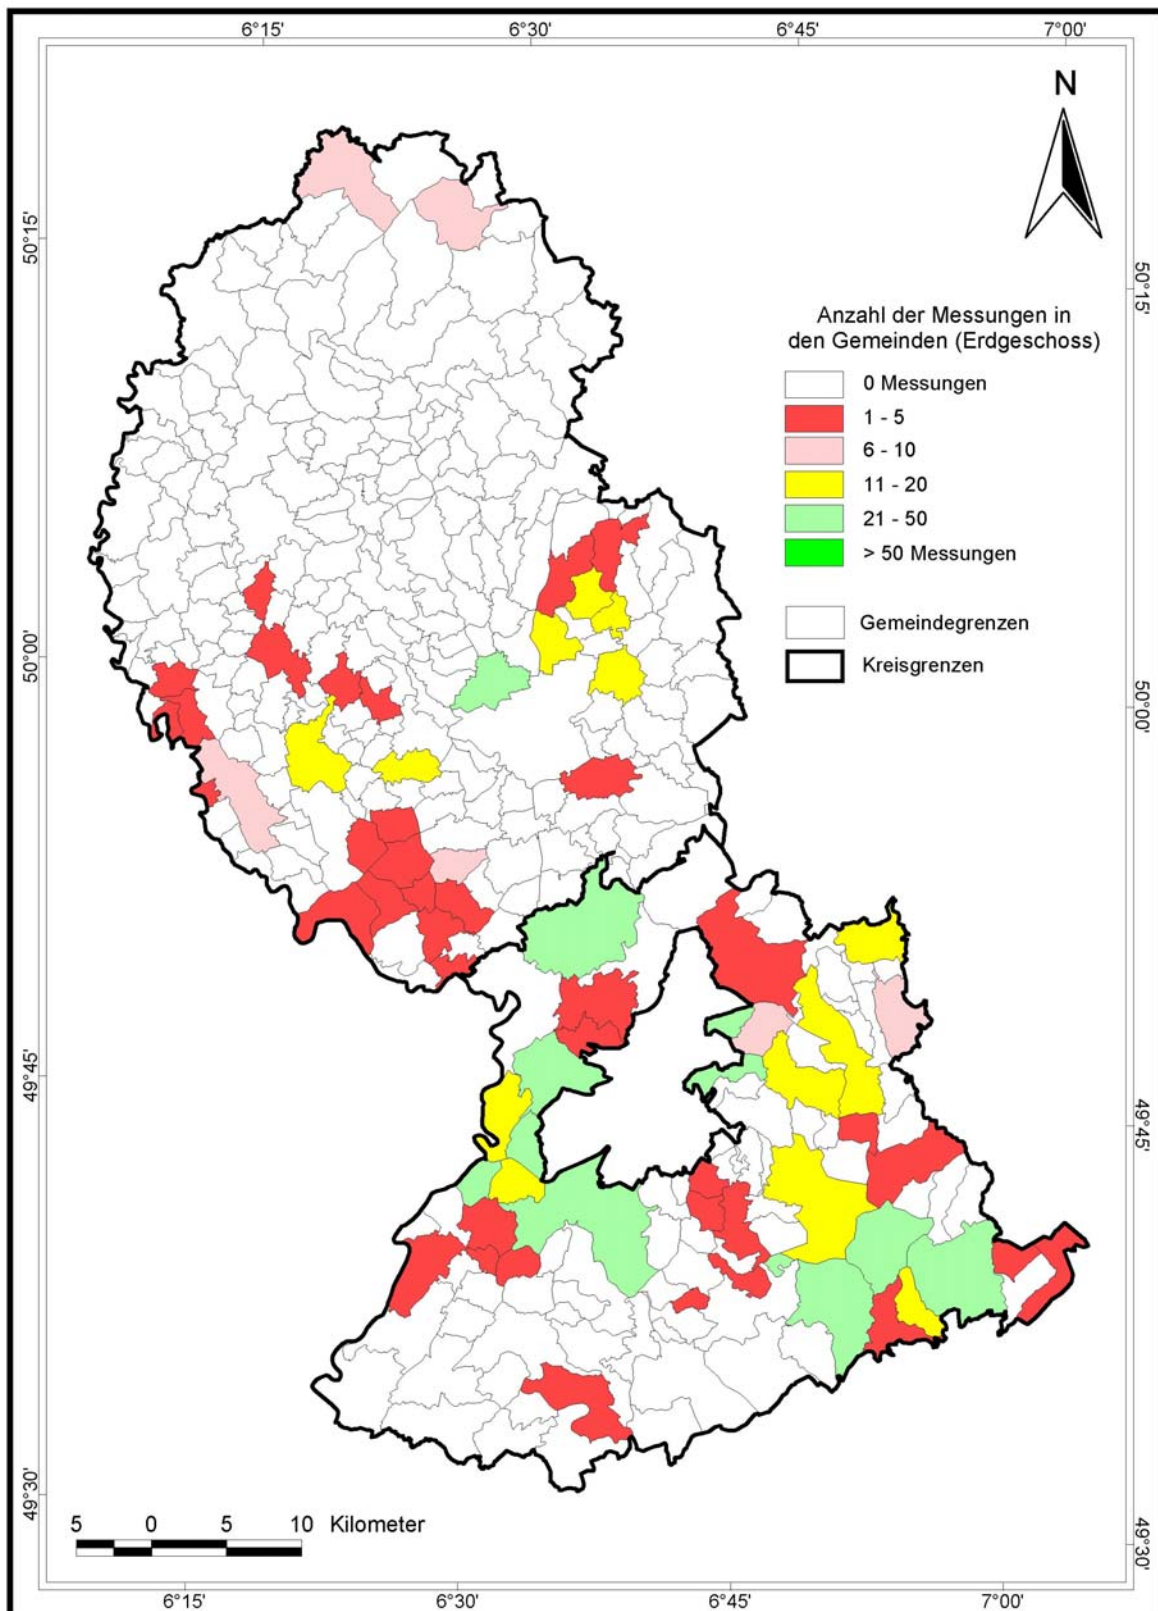 6°15' 6°30' 6°45' 7°00'
N
50°15'
50°15'
Anzahl der Messungen in
den Gemeinden (Erdgeschoss)
0 Messungen
1 - 5
6 - 10
11 - 20
21 - 50
> 50 Messungen
Gemeindegrenzen
Kreisgrenzen
50°00'
50°00'
49°45'
49°45'
49°30'
49°30'
5 0 5 10 Kilometer
6°15' 6°30' 6°45' 7°00'